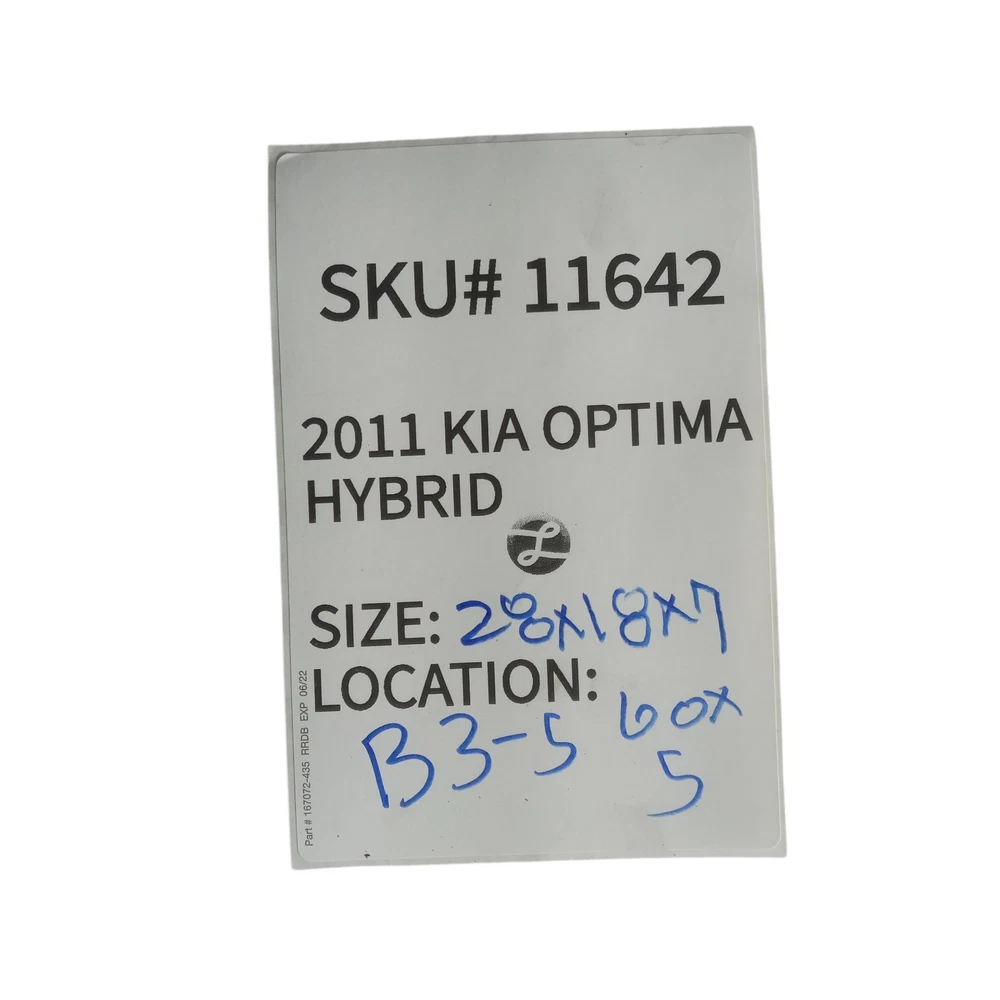 SKU# 11642
2011 KIA OPTIMA
HYBRID
SIZE: 28x18x7
LOCATION:
B3-5 box
5
Part # 167072-435 RRDB EXP 06/22